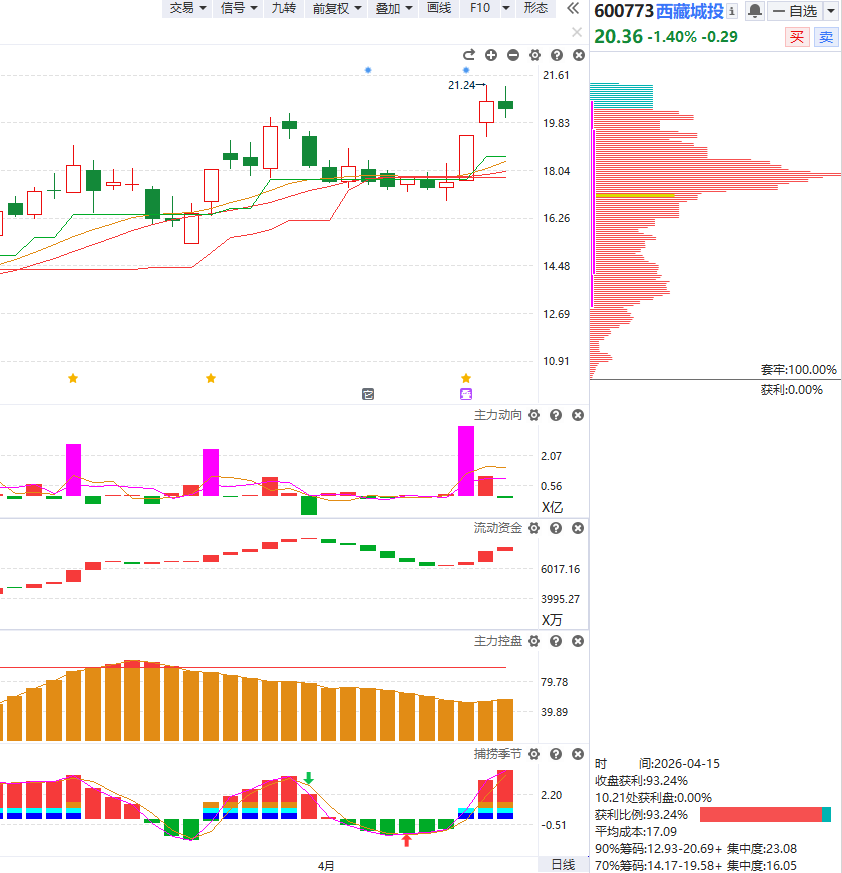 交易 信号 九转 前复权 叠加 画线 F10 形态
600773西藏城投
自选
20.36 -1.40% -0.29
买 卖
21.61
21.24
19.83
18.04
16.26
14.48
12.69
10.91
套牢:100.00%
获利:0.00%
主力动向
2.07
0.56
X亿
流动资金
6017.16
3995.27
X万
主力控盘
79.78
39.89
捕捞季节
2.20
-0.51
4月
日线
时 间:2026-04-15
收盘获利:93.24%
10.21处获利盘:0.00%
获利比例:93.24%
平均成本:17.09
90%筹码:12.93-20.69+ 集中度:23.08
70%筹码:14.17-19.58+ 集中度:16.05